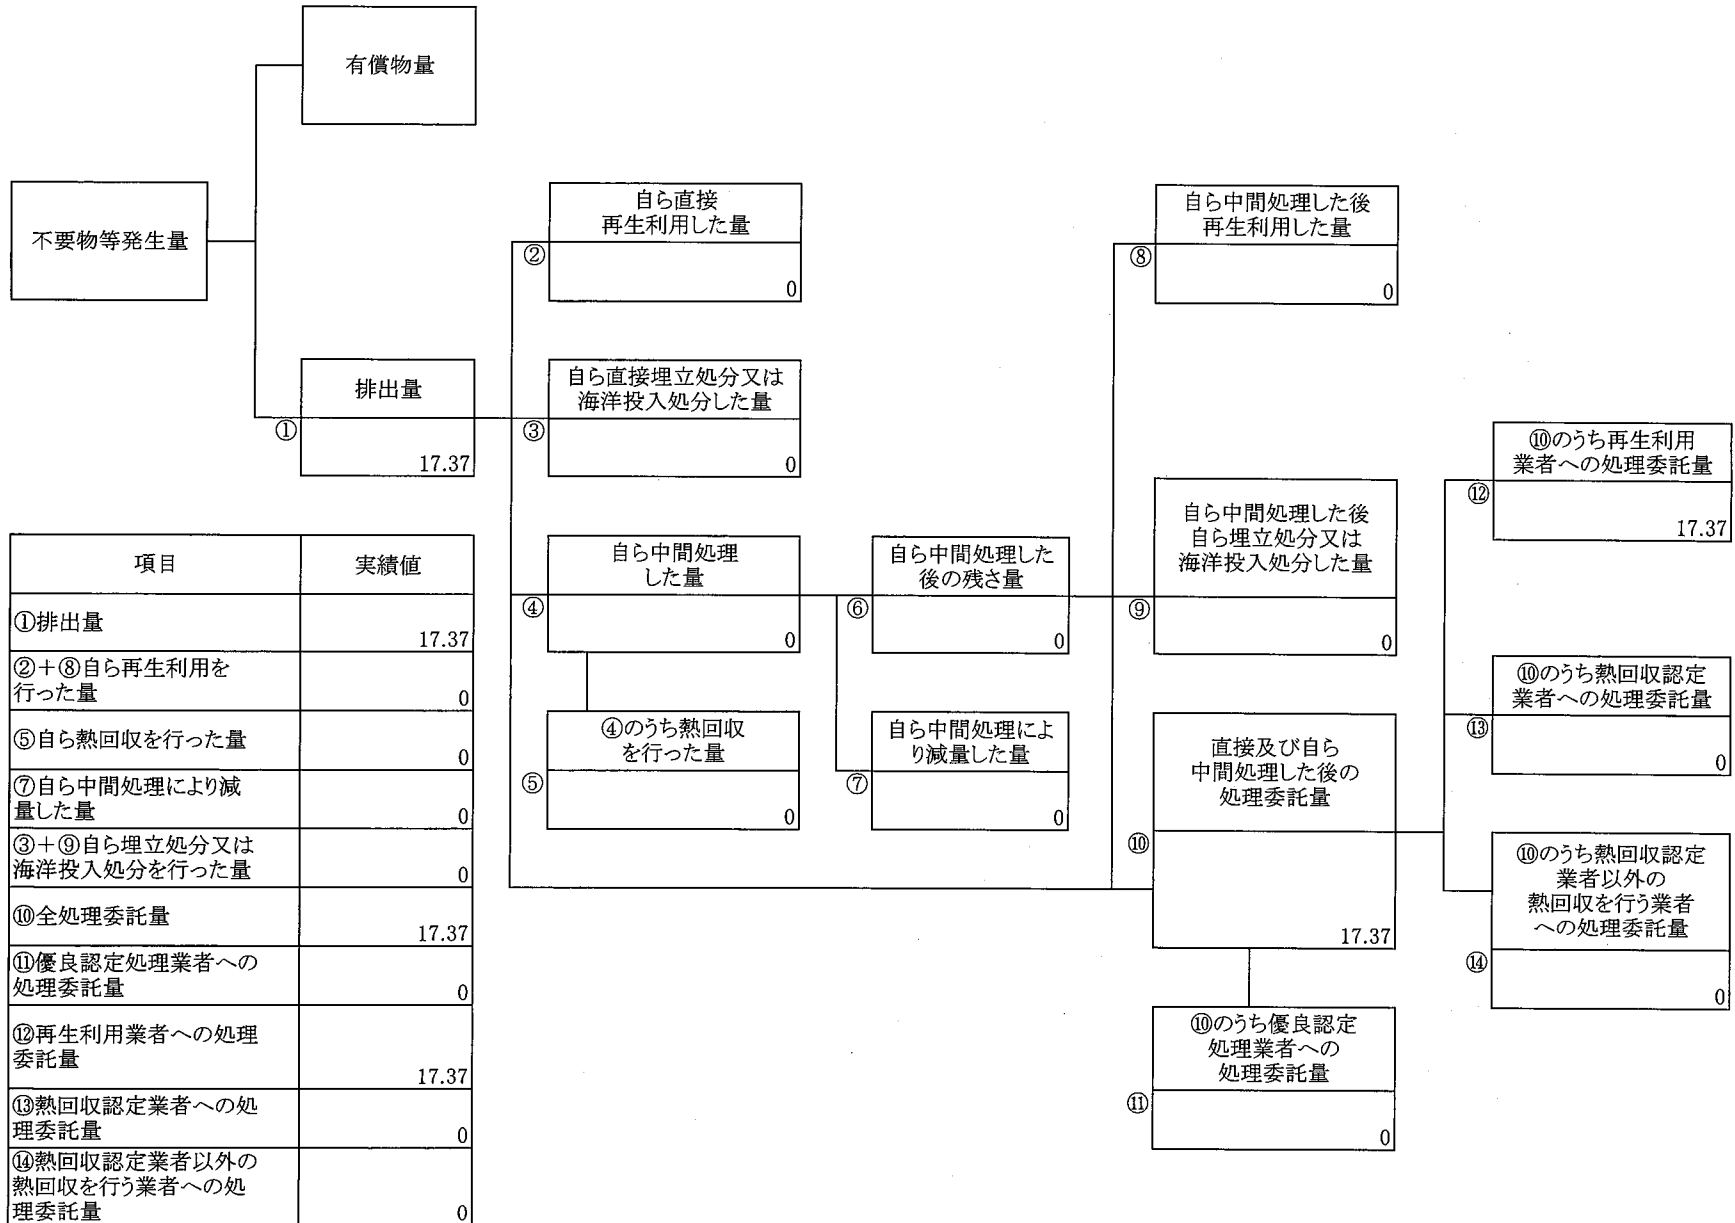 有償物量
不要物等発生量
自ら直接
再生利用した量
②
0
自ら中間処理した後
再生利用した量
⑧
0
排出量
①
17.37
自ら直接埋立処分又は
海洋投入処分した量
③
0
⑩のうち再生利用
業者への処理委託量
⑫
17.37
自ら中間処理
した量
④
0
自ら中間処理した
後の残さ量
⑥
0
自ら中間処理した後
自ら埋立処分又は
海洋投入処分した量
⑨
0
④のうち熱回収
を行った量
⑤
0
自ら中間処理によ
り減量した量
⑦
0
直接及び自ら
中間処理した後の
処理委託量
⑩
17.37
⑩のうち熱回収認定
業者への処理委託量
⑬
0
⑩のうち熱回収認定
業者以外の
熱回収を行う業者
への処理委託量
⑭
0
⑩のうち優良認定
処理業者への
処理委託量
⑪
0
項目 実績値
①排出量
17.37
②+⑧自ら再生利用を
行った量
0
⑤自ら熱回収を行った量
0
⑦自ら中間処理により減
量した量
0
③+⑨自ら埋立処分又は
海洋投入処分を行った量
0
⑩全処理委託量
17.37
⑪優良認定処理業者への
処理委託量
0
⑫再生利用業者への処理
委託量
17.37
⑬熱回収認定業者への処
理委託量
0
⑭熱回収認定業者以外の
熱回収を行う業者への処
理委託量
0